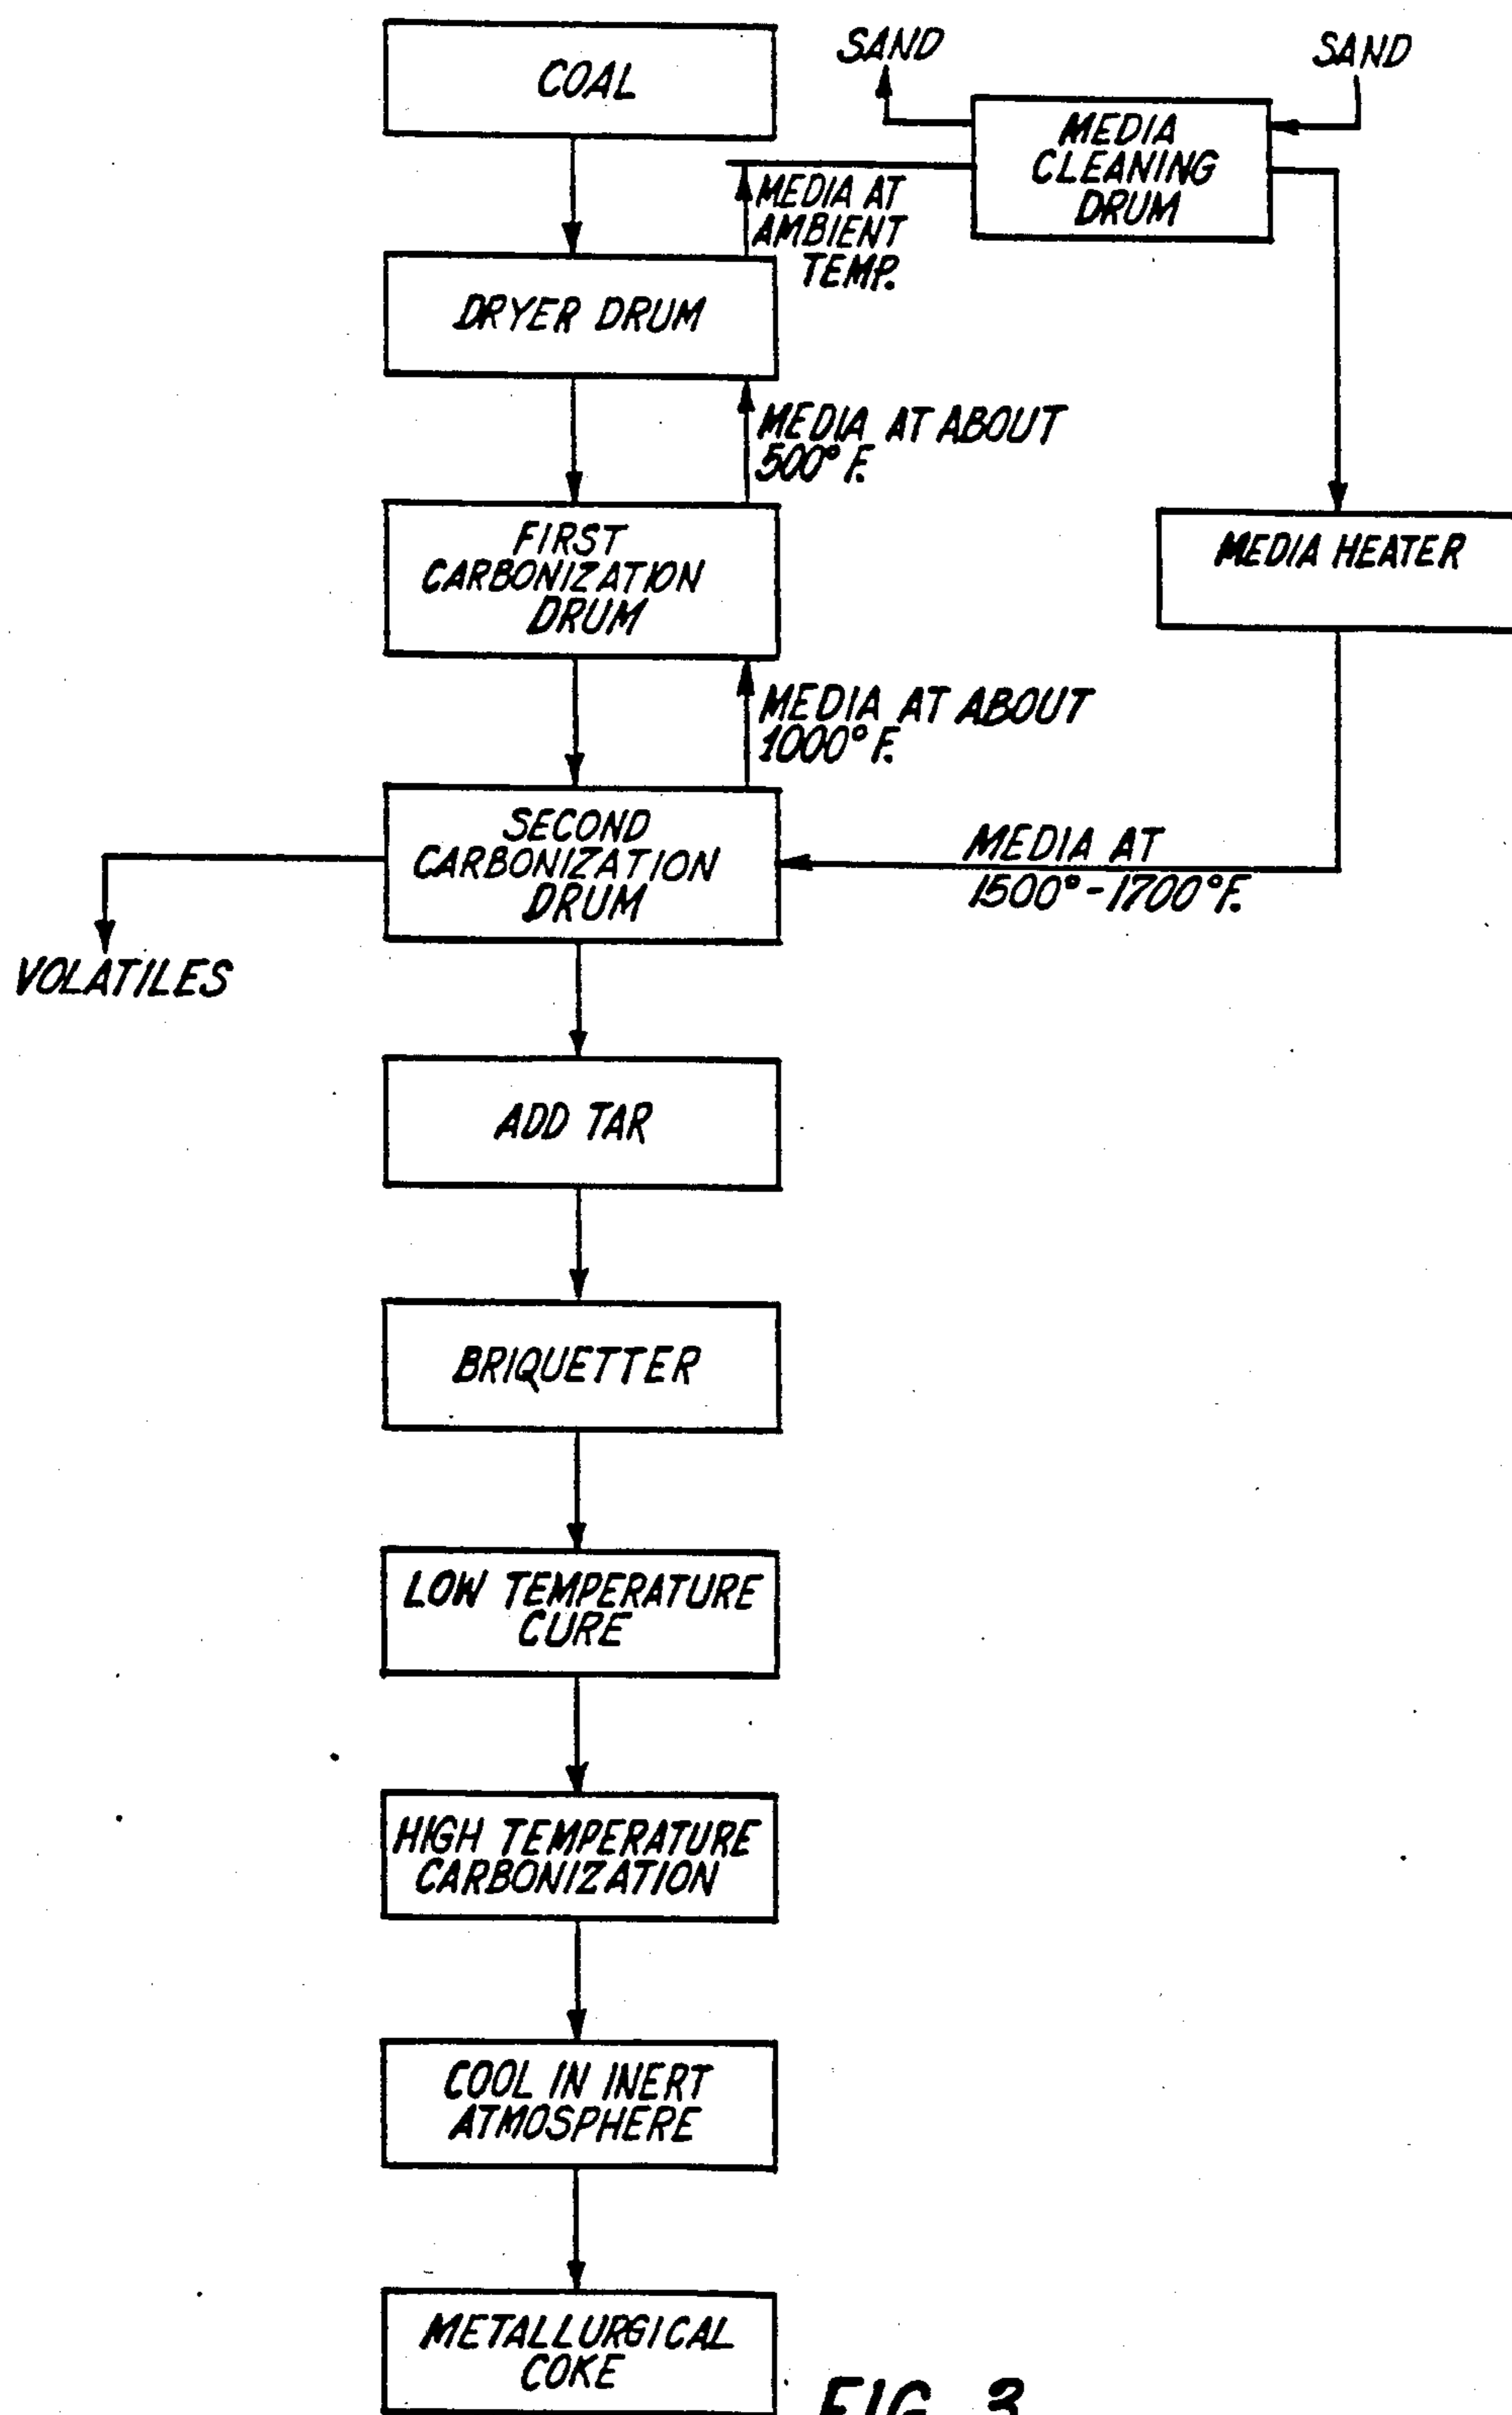 COAL
SAND
SAND
MEDIA
CLEANING
DRUM
MEDIA AT
AMBIENT
TEMP.
DRYER DRUM
MEDIA AT ABOUT
500° F.
FIRST
CARBONIZATION
DRUM
MEDIA HEATER
MEDIA AT ABOUT
1000° F.
SECOND
CARBONIZATION
DRUM
MEDIA AT
1500°-1700°F.
VOLATILES
ADD TAR
BRIQUETTER
LOW TEMPERATURE
CURE
HIGH TEMPERATURE
CARBONIZATION
COOL IN INERT
ATMOSPHERE
METALLURGICAL
COKE
FIG. 3